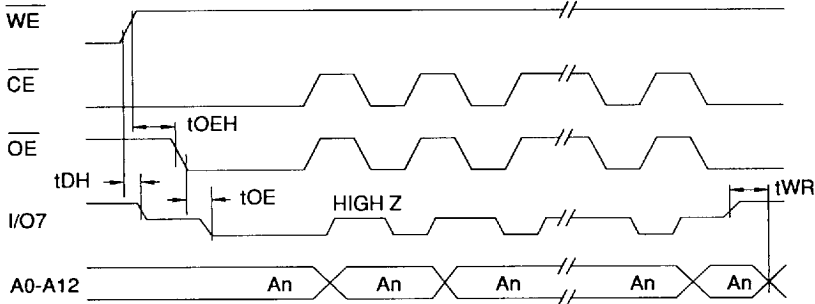 WE
CE
tOEH
OE
tDH
tOE
tWR
I/O7
HIGH Z
A0-A12
An
An
An
An
An